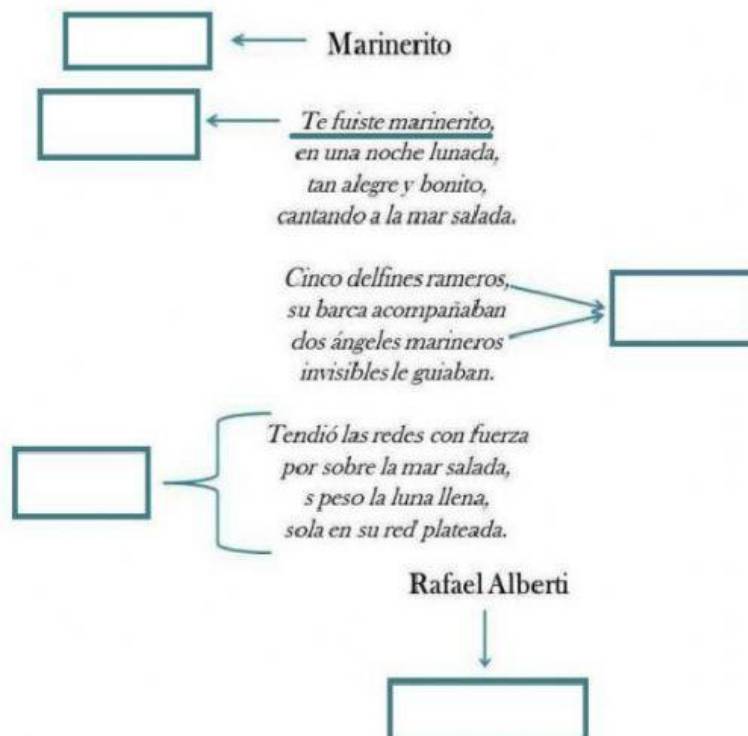 Marinerito
Te fuiste marinerito,
en una noche lunada,
tan alegre y bonito,
cantando a la mar salada.
Cinco delfines rameros,
su barca acompañaban
dos ángeles marineros
invisibles le guiaban.
Tendió las redes con fuerza
por sobre la mar salada,
s peso la luna llena,
sola en su red plateada.
Rafael Alberti